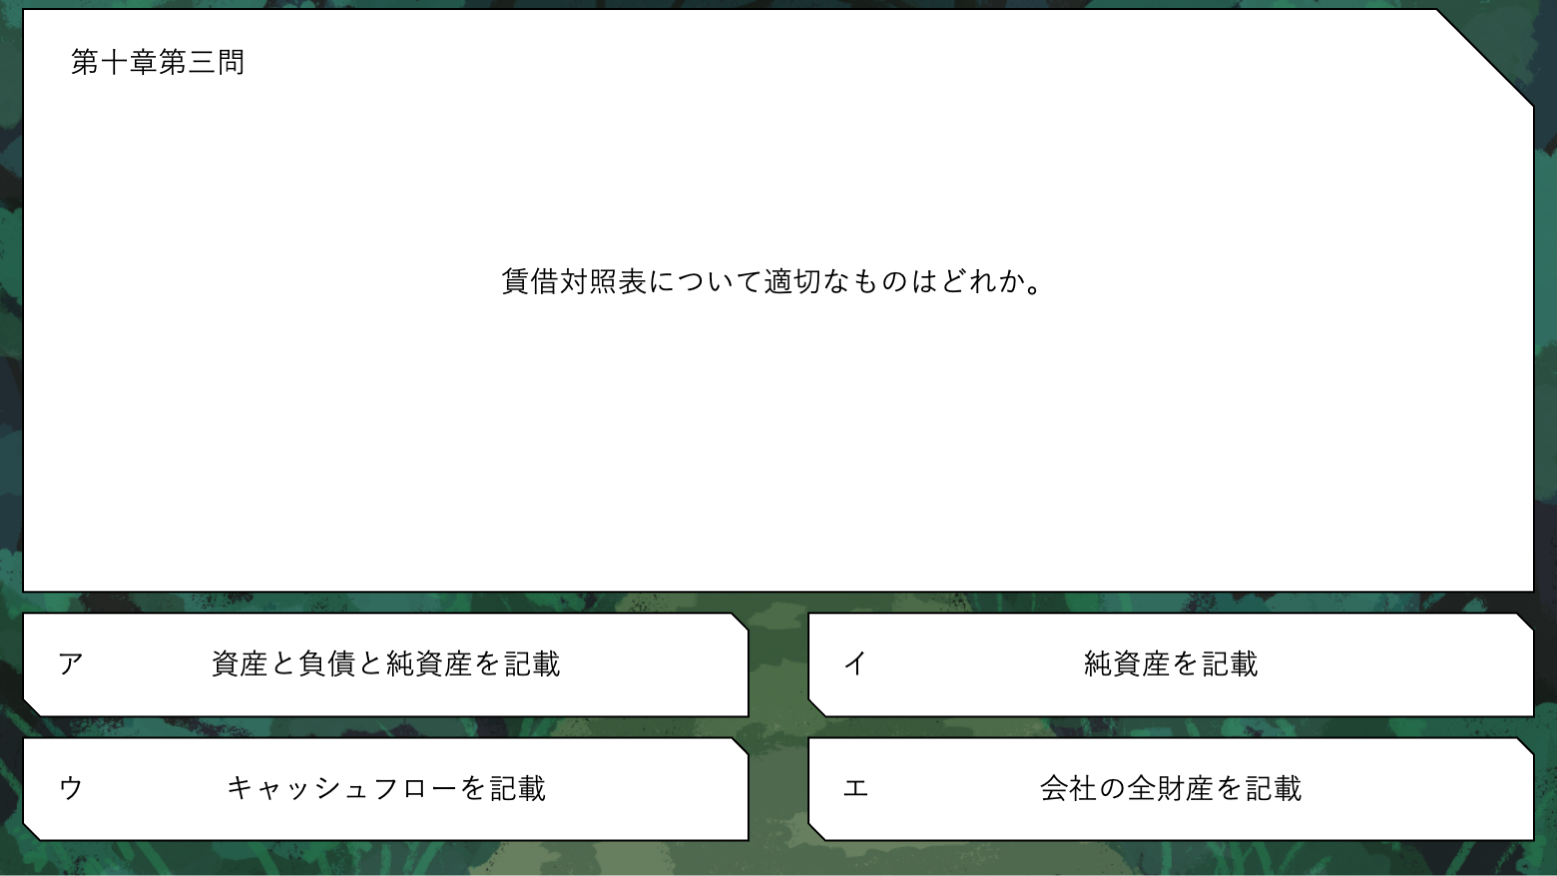 第十章第三問
賃借対照表について適切なものはどれか。
ア 資産と負債と純資産を記載
イ 純資産を記載
ウ キャッシュフローを記載
エ 会社の全財産を記載